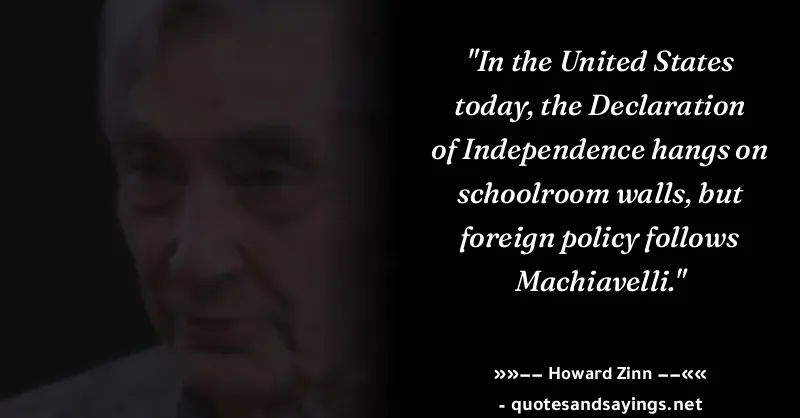 "In the United States
today, the Declaration
of Independence hangs on
schoolroom walls, but
foreign policy follows
Machiavelli."
»»−− Howard Zinn −−««
- quotesandsayings.net